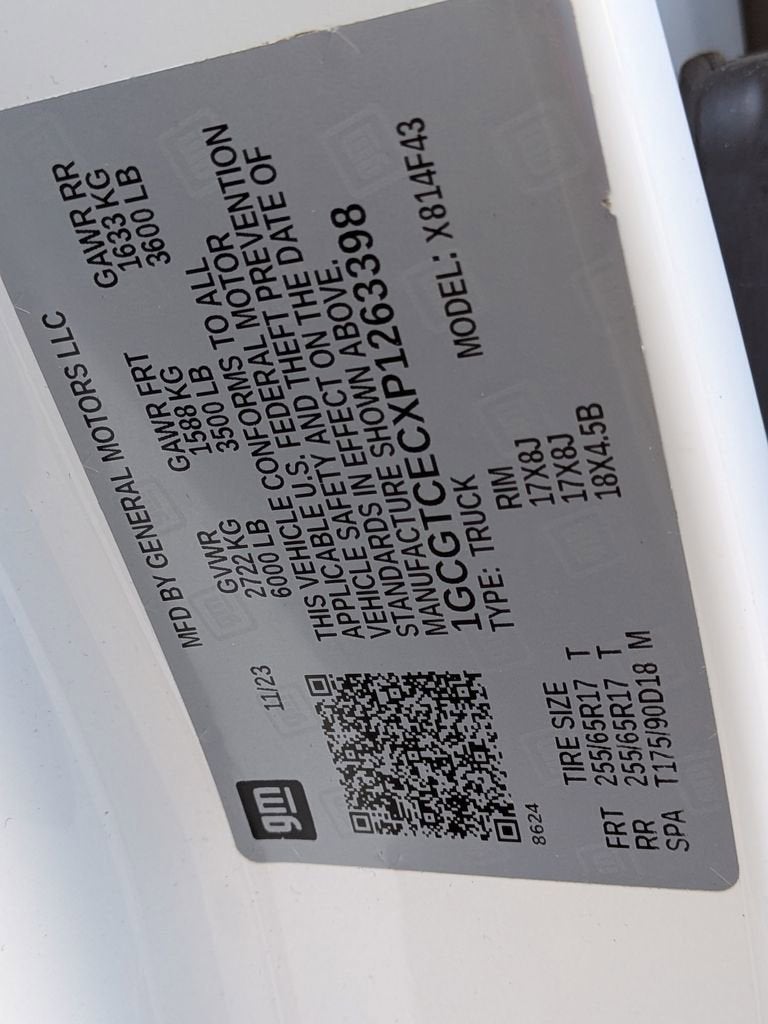 MFD BY GENERAL MOTORS LLC
gm
11/23
GVWR GAWR FRT GAWR RR
2722 KG 1588 KG 1633 KG
6000 LB 3500 LB 3600 LB
THIS VEHICLE CONFORMS TO ALL
APPLICABLE U.S. FEDERAL MOTOR
VEHICLE SAFETY AND THEFT PREVENTION
STANDARDS IN EFFECT ON THE DATE OF
MANUFACTURE SHOWN ABOVE.
1GCGTCECXP1263398
TYPE: TRUCK MODEL: X814F43
8624
TIRE SIZE RIM
FRT 255/65R17 T 17X8J
RR 255/65R17 T 17X8J
SPA T175/90D18 M 18X4.5B